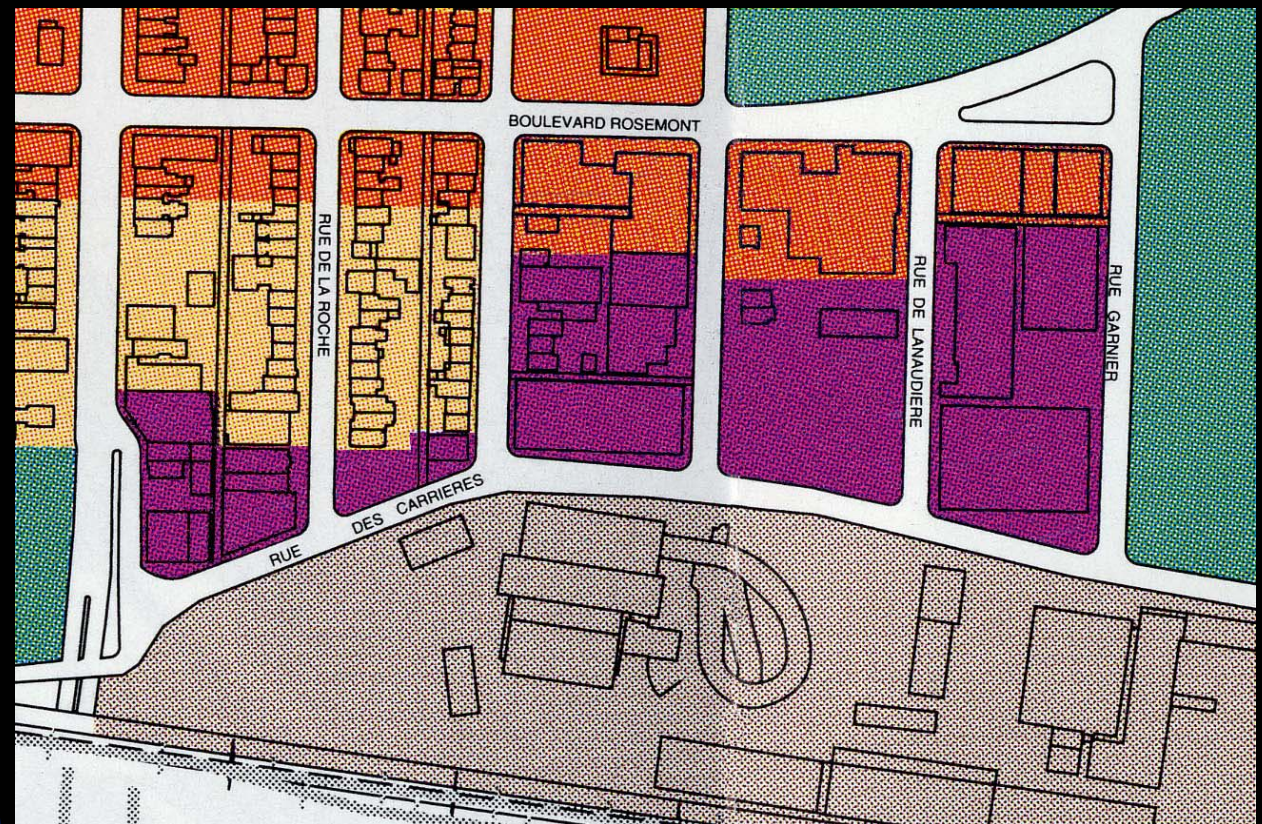 BOULEVARD ROSEMONT
RUE DE LA ROCHE
RUE DE LANAUDIERE
RUE GARNIER
RUE DES CARRIERES